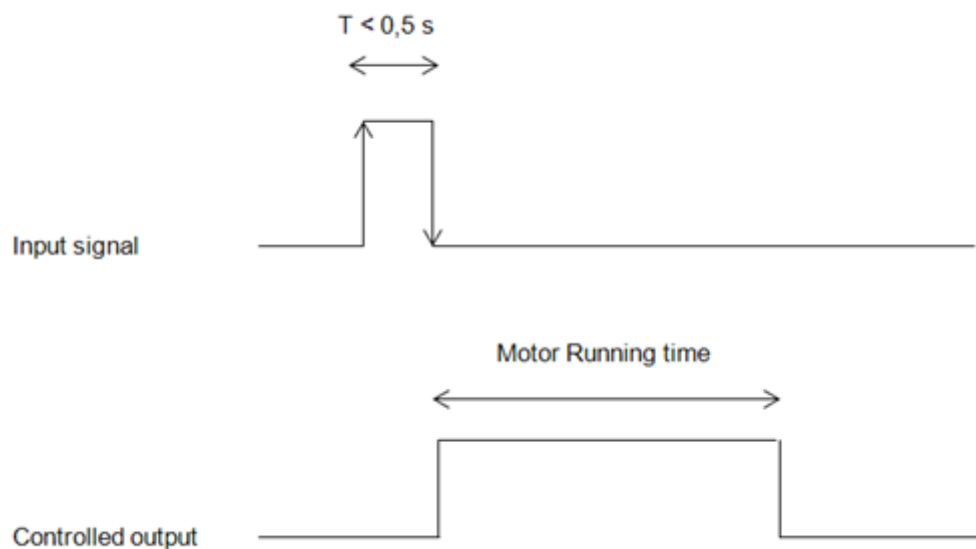 T < 0,5 s
Input signal
Motor Running time
Controlled output